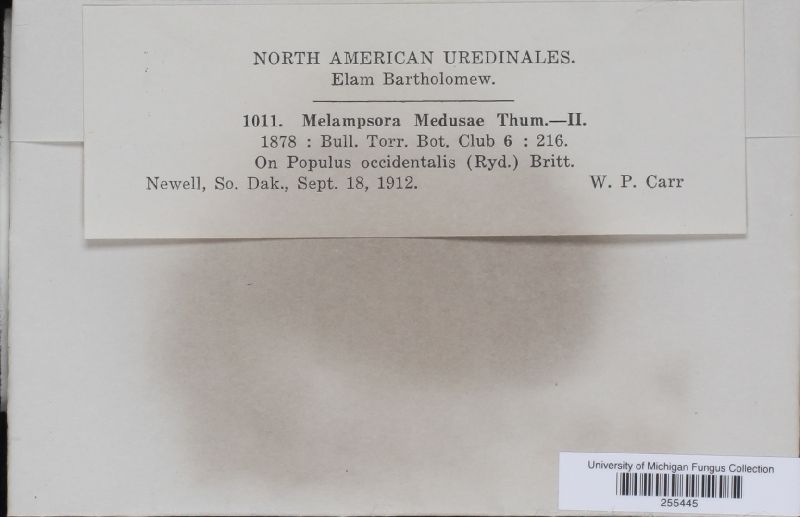 NORTH AMERICAN UREDINALES.
Elam Bartholomew.
1011. Melampsora Medusae Thum.—II.
1878 : Bull. Torr. Bot. Club 6 : 216.
On Populus occidentalis (Ryd.) Britt.
Newell, So. Dak., Sept. 18, 1912. W. P. Carr
University of Michigan Fungus Collection
255445